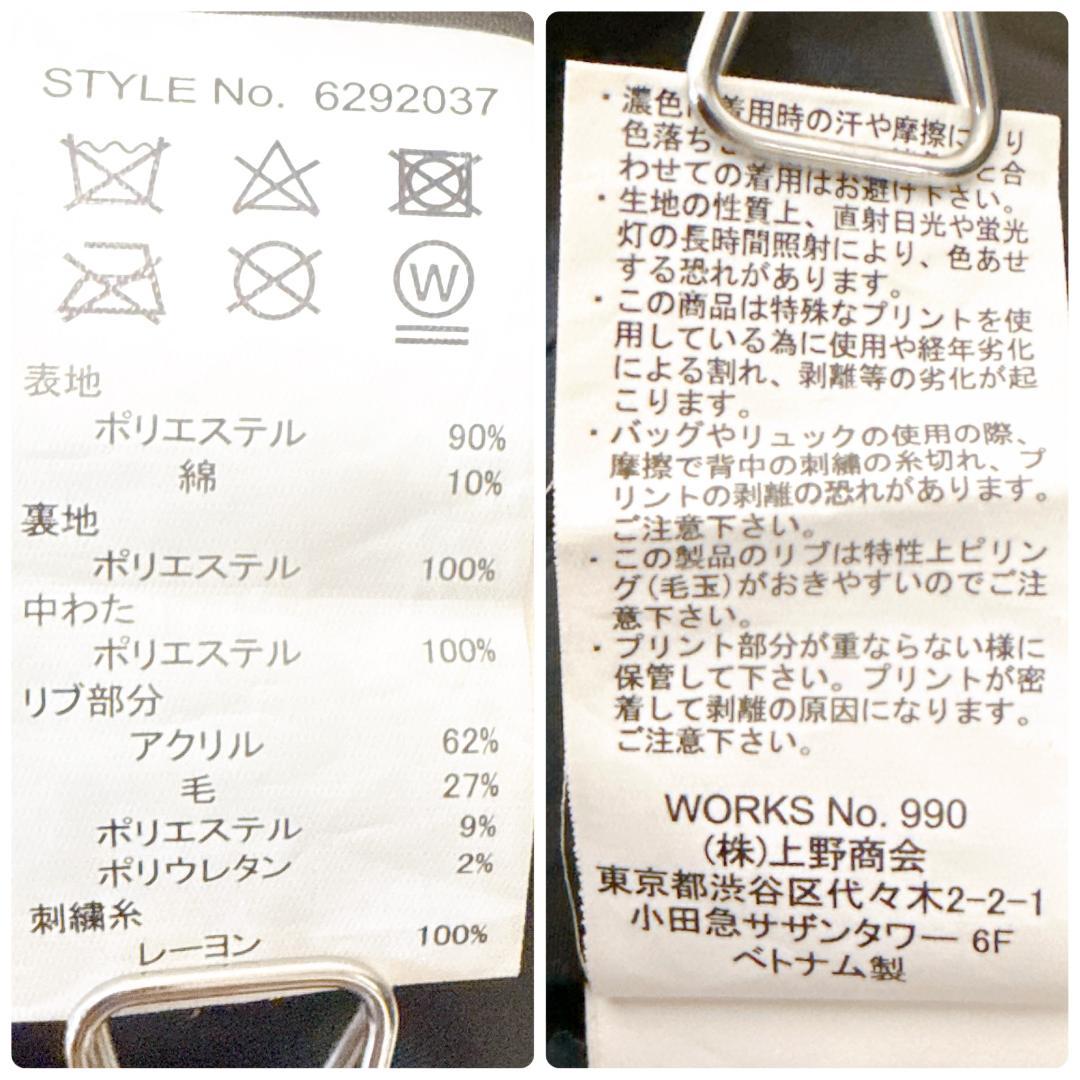 STYLE No. 6292037
W
表地
ポリエステル 90%
綿 10%
裏地
ポリエステル 100%
中わた
ポリエステル 100%
リブ部分
アクリル 62%
毛 27%
ポリエステル 9%
ポリウレタン 2%
刺繍糸
レーヨン 100%
・濃色 着用時の汗や摩擦に り
色落ち と合
わせての着用はお避け下さい。
・生地の性質上、直射日光や蛍光
灯の長時間照射により、色あせ
する恐れがあります。
・この商品は特殊なプリントを使
用している為に使用や経年劣化
による割れ、剥離等の劣化が起
こります。
・バッグやリュックの使用の際、
摩擦で背中の刺繍の糸切れ、プ
リントの剥離の恐れがあります。
ご注意下さい。
・この製品のリブは特性上ピリン
グ(毛玉)がおきやすいのでご注
意下さい。
・プリント部分が重ならない様に
保管して下さい。プリントが密
着して剥離の原因になります。
ご注意下さい。
WORKS No. 990
(株)上野商会
東京都渋谷区代々木2-2-1
小田急サザンタワー 6F
ベトナム製